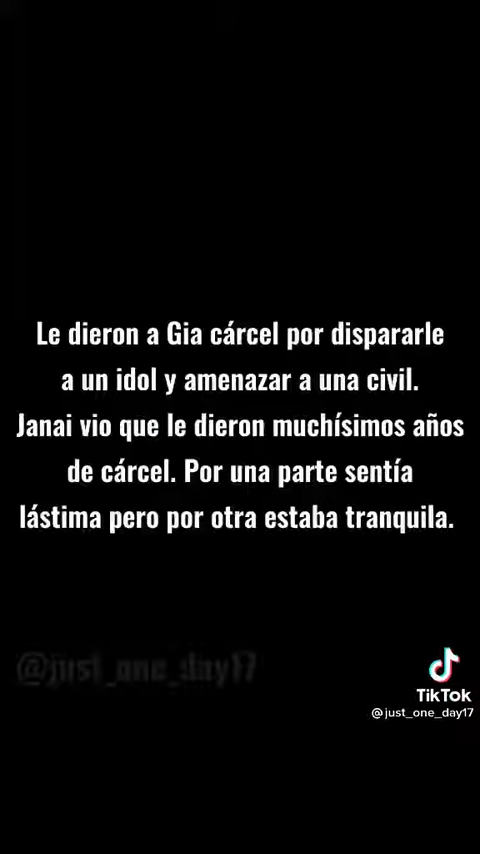 Le dieron a Gia cárcel por dispararle
a un idol y amenazar a una civil.
Janai vio que le dieron muchísimos años
de cárcel. Por una parte sentía
lástima pero por otra estaba tranquila.
@just_one_day17
TikTok
@just_one_day17